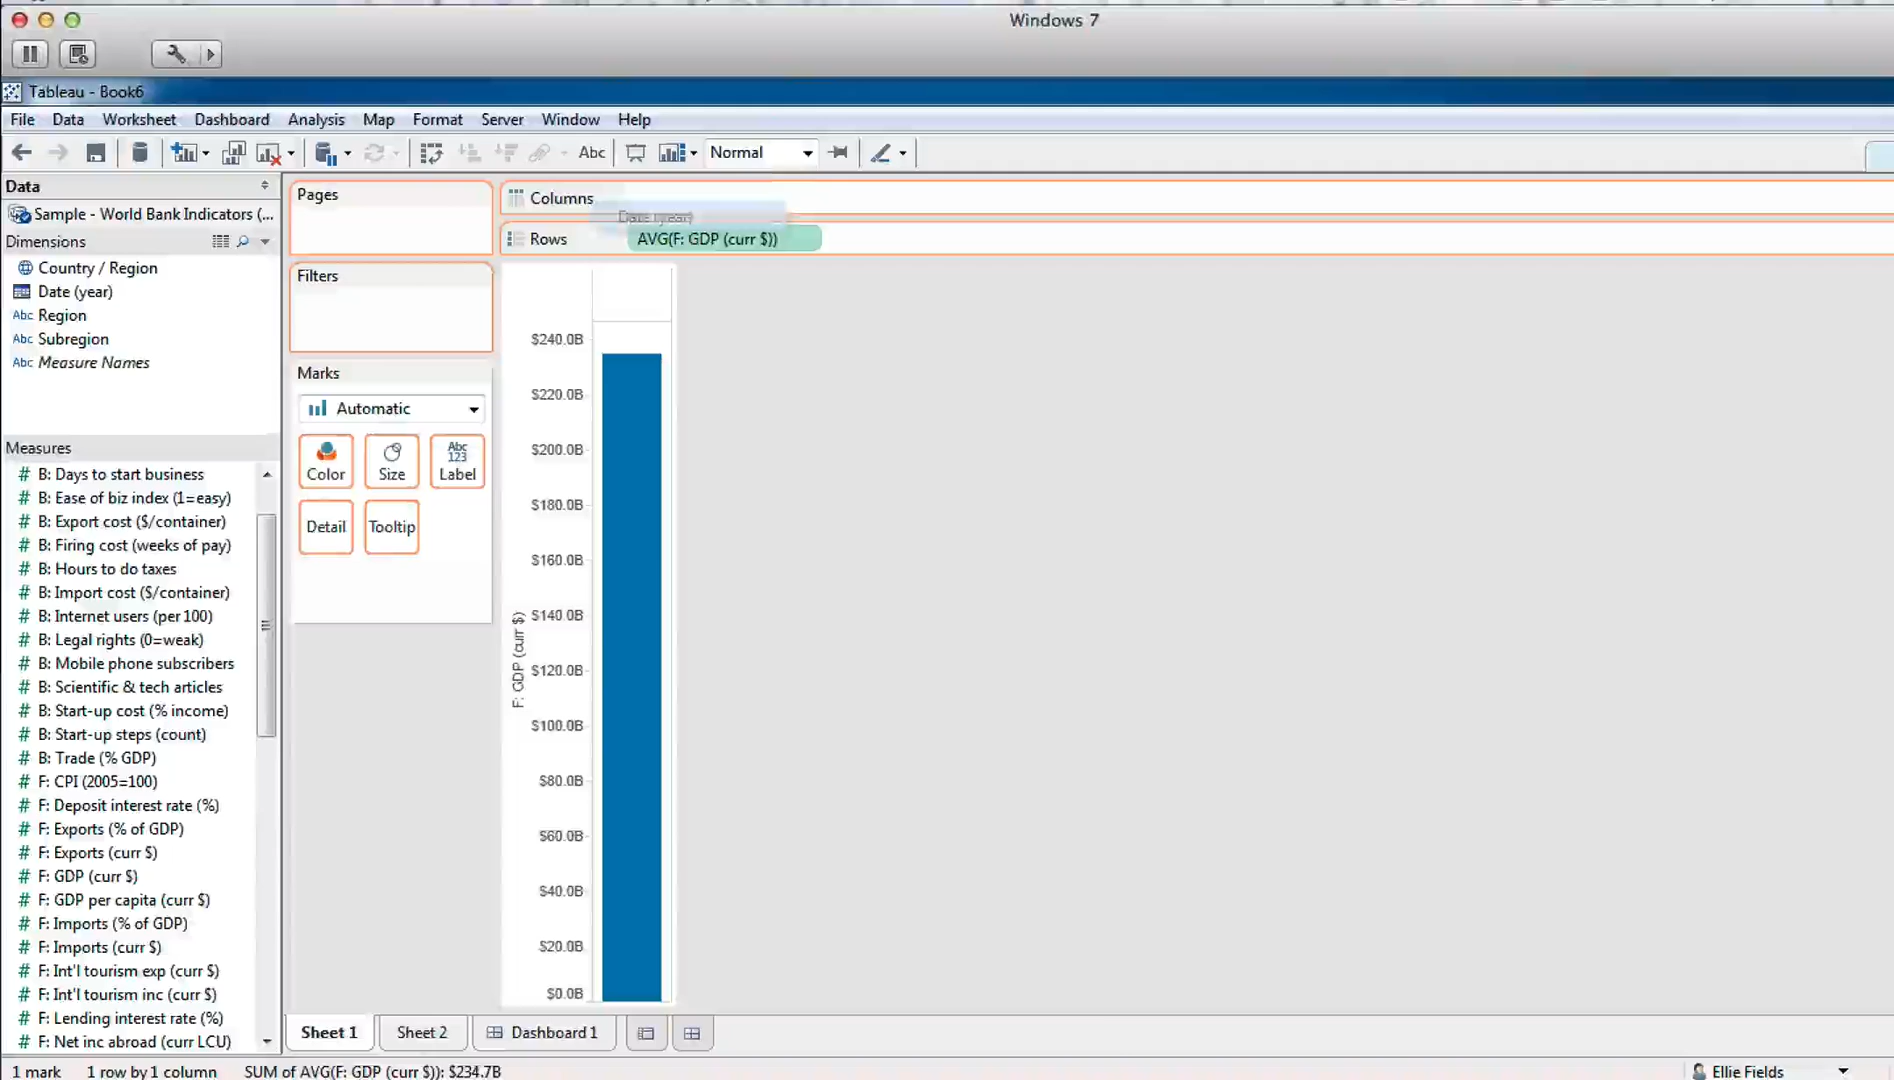 Windows 7
Tableau - Book6
File Data Worksheet Dashboard Analysis Map Format Server Window Help
Abc Normal
Data
Sample - World Bank Indicators (...
Dimensions
Country / Region
Date (year)
Abc Region
Abc Subregion
Abc Measure Names
Measures
# B: Days to start business
# B: Ease of biz index (1=easy)
# B: Export cost ($/container)
# B: Firing cost (weeks of pay)
# B: Hours to do taxes
# B: Import cost ($/container)
# B: Internet users (per 100)
# B: Legal rights (0=weak)
# B: Mobile phone subscribers
# B: Scientific & tech articles
# B: Start-up cost (% income)
# B: Start-up steps (count)
# B: Trade (% GDP)
# F: CPI (2005=100)
# F: Deposit interest rate (%)
# F: Exports (% of GDP)
# F: Exports (curr $)
# F: GDP (curr $)
# F: GDP per capita (curr $)
# F: Imports (% of GDP)
# F: Imports (curr $)
# F: Int'l tourism exp (curr $)
# F: Int'l tourism inc (curr $)
# F: Lending interest rate (%)
# F: Net inc abroad (curr LCU)
Pages
Filters
Marks
Automatic
Color
Size
Abc
123
Label
Detail
Tooltip
Columns
Date (year)
Rows
AVG(F: GDP (curr $))
$240.0B
$220.0B
$200.0B
$180.0B
$160.0B
$140.0B
$120.0B
$100.0B
$80.0B
$60.0B
$40.0B
$20.0B
$0.0B
F: GDP (curr $)
Sheet 1
Sheet 2
Dashboard 1
1 mark 1 row by 1 column SUM of AVG(F: GDP (curr $)): $234.7B
Ellie Fields